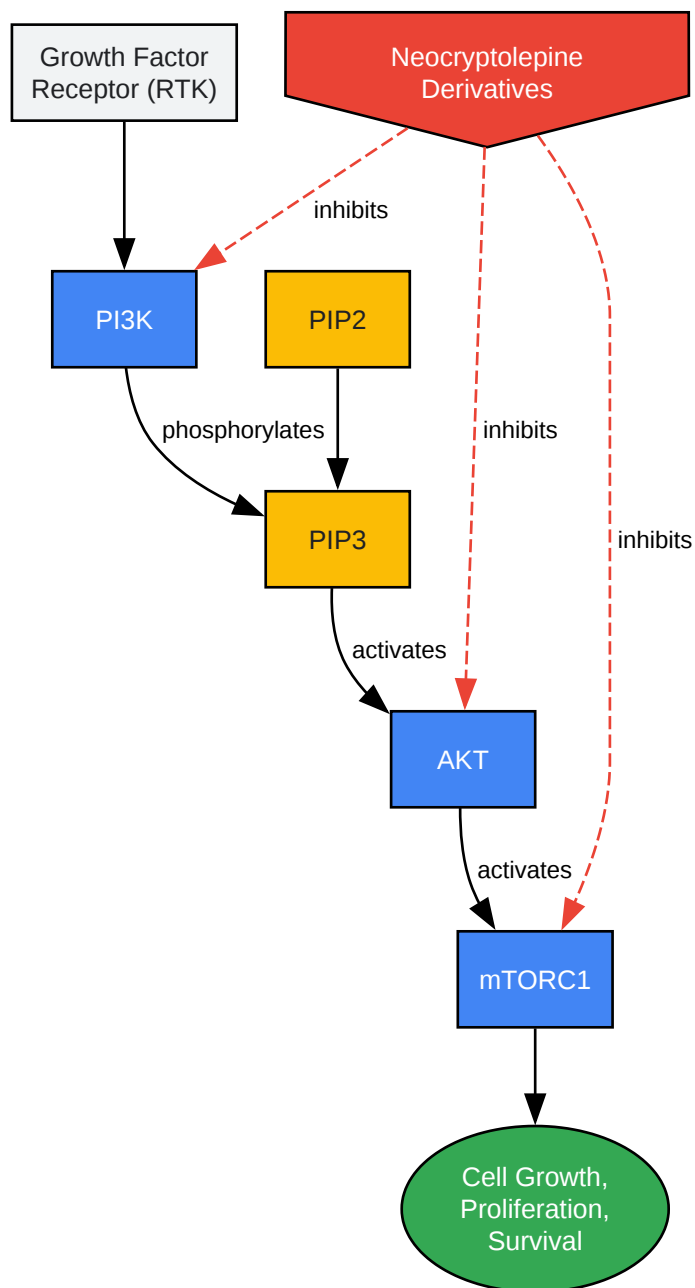 Growth Factor
Receptor (RTK)
Neocryptolepine
Derivatives
inhibits
PI3K
PIP2
phosphorylates
inhibits
PIP3
inhibits
activates
AKT
activates
mTORC1
Cell Growth,
Proliferation,
Survival